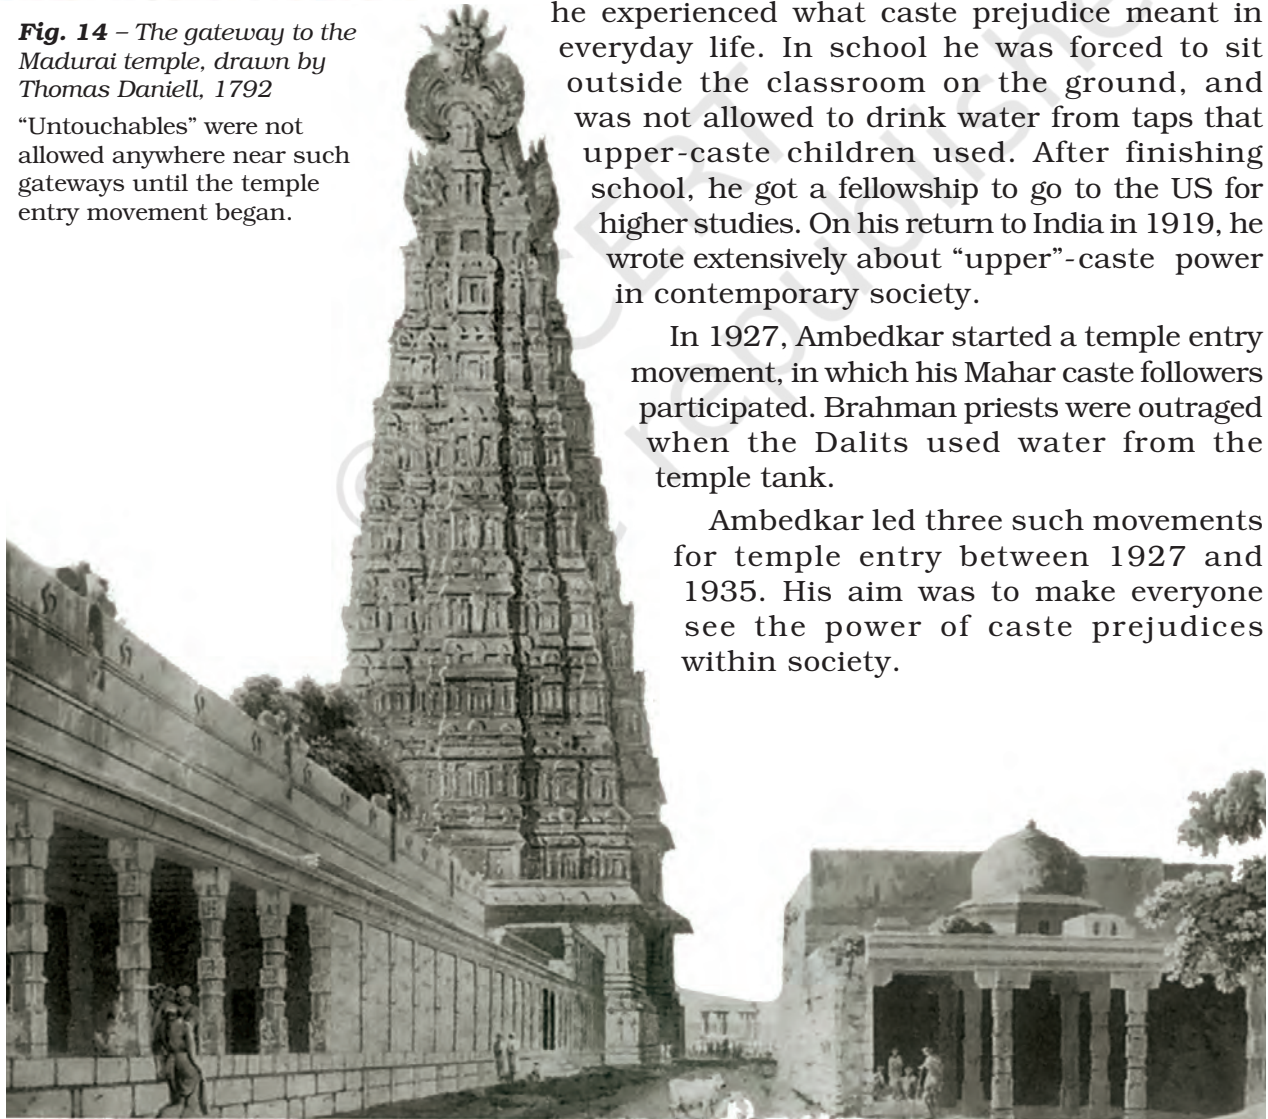 Fig. 14 – The gateway to the
Madurai temple, drawn by
Thomas Daniell, 1792
“Untouchables” were not
allowed anywhere near such
gateways until the temple
entry movement began.
he experienced what caste prejudice meant in
everyday life. In school he was forced to sit
outside the classroom on the ground, and
was not allowed to drink water from taps that
upper-caste children used. After finishing
school, he got a fellowship to go to the US for
higher studies. On his return to India in 1919, he
wrote extensively about “upper”-caste power
in contemporary society.
In 1927, Ambedkar started a temple entry
movement, in which his Mahar caste followers
participated. Brahman priests were outraged
when the Dalits used water from the
temple tank.
Ambedkar led three such movements
for temple entry between 1927 and
1935. His aim was to make everyone
see the power of caste prejudices
within society.